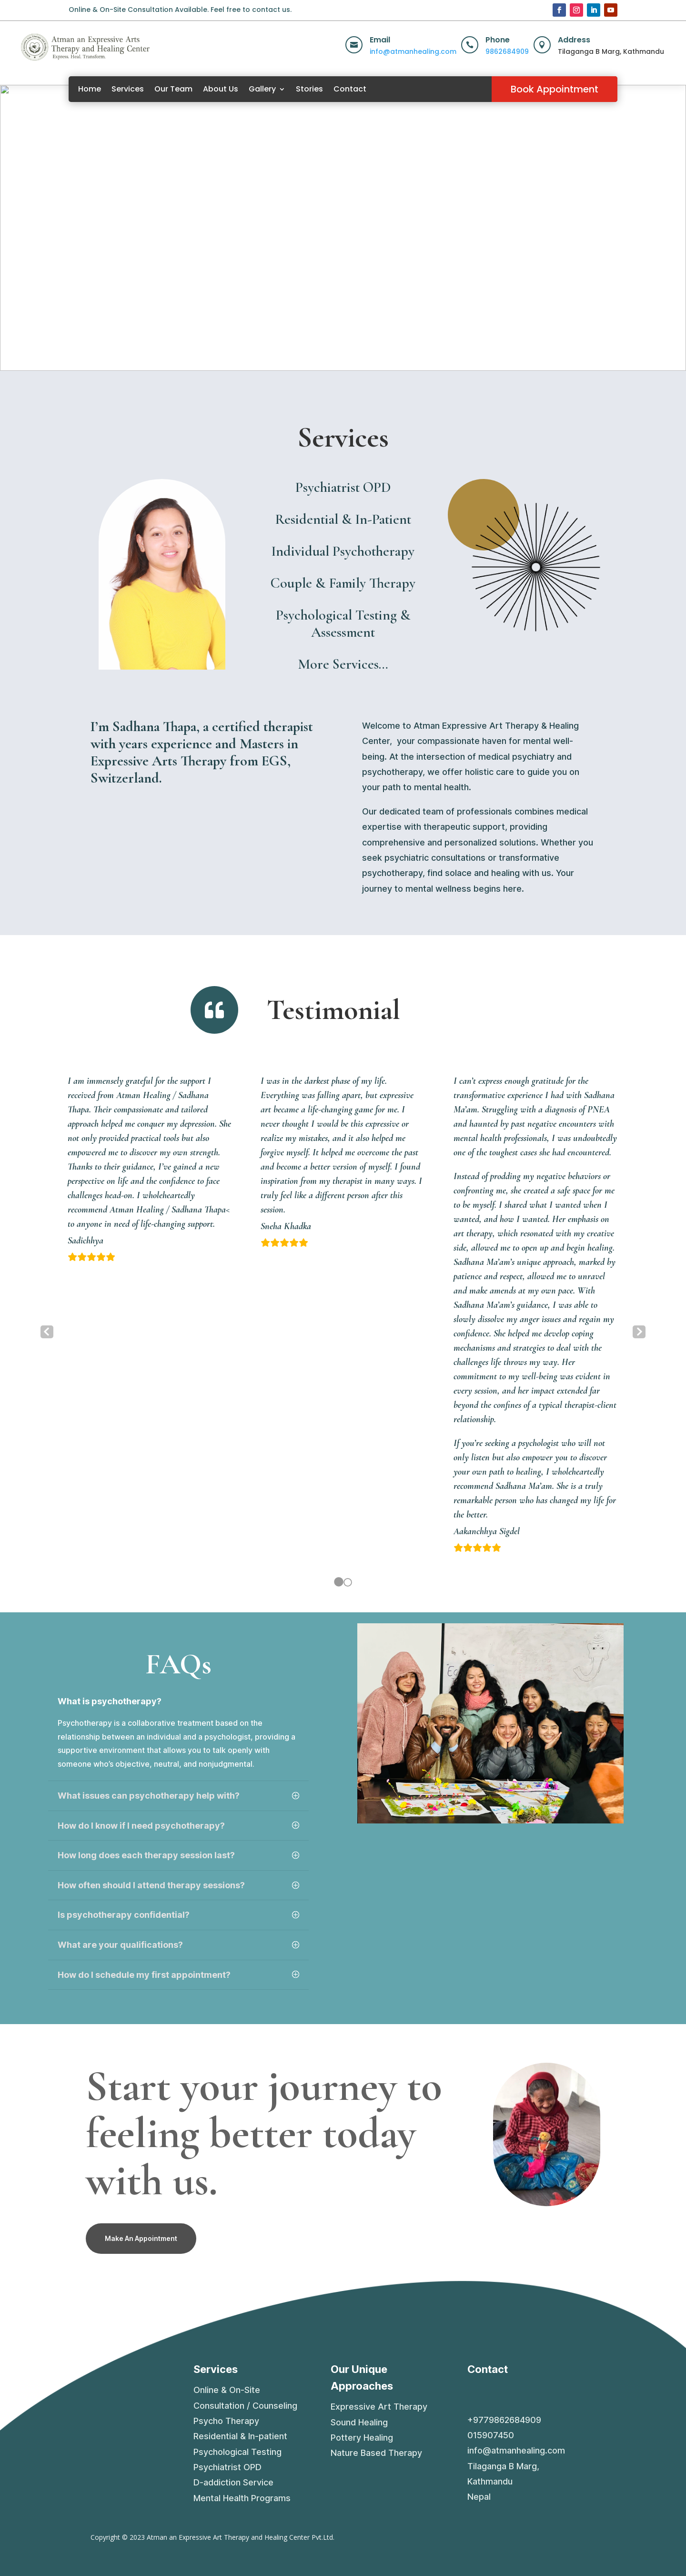 Online & On-Site Consultation Available. Feel free to contact us.
Atman an Expressive Arts
Therapy and Healing Center
Express. Heal. Transform.
Email
info@atmanhealing.com
Phone
9862684909
Address
Tilaganga B Marg, Kathmandu
Home
Services
Our Team
About Us
Gallery
Stories
Contact
Book Appointment
Services
Psychiatrist OPD
Residential & In-Patient
Individual Psychotherapy
Couple & Family Therapy
Psychological Testing &
Assessment
More Services...
I'm Sadhana Thapa, a certified therapist
with years experience and Masters in
Expressive Arts Therapy from EGS,
Switzerland.
Welcome to Atman Expressive Art Therapy & Healing
Center,  your compassionate haven for mental well-
being. At the intersection of medical psychiatry and
psychotherapy, we offer holistic care to guide you on
your path to mental health.
Our dedicated team of professionals combines medical
expertise with therapeutic support, providing
comprehensive and personalized solutions. Whether you
seek psychiatric consultations or transformative
psychotherapy, find solace and healing with us. Your
journey to mental wellness begins here.
Testimonial
I am immensely grateful for the support I
received from Atman Healing / Sadhana
Thapa. Their compassionate and tailored
approach helped me conquer my depression. She
not only provided practical tools but also
empowered me to discover my own strength.
Thanks to their guidance, I've gained a new
perspective on life and the confidence to face
challenges head-on. I wholeheartedly
recommend Atman Healing / Sadhana Thapa<
to anyone in need of life-changing support.
Sadichhya
I was in the darkest phase of my life.
Everything was falling apart, but expressive
art became a life-changing game for me. I
never thought I would be this expressive or
realize my mistakes, and it also helped me
forgive myself. It helped me overcome the past
and become a better version of myself. I found
inspiration from my therapist in many ways. I
truly feel like a different person after this
session.
Sneha Khadka
I can't express enough gratitude for the
transformative experience I had with Sadhana
Ma'am. Struggling with a diagnosis of PNEA
and haunted by past negative encounters with
mental health professionals, I was undoubtedly
one of the toughest cases she had encountered.
Instead of prodding my negative behaviors or
confronting me, she created a safe space for me
to be myself. I shared what I wanted when I
wanted, and how I wanted. Her emphasis on
art therapy, which resonated with my creative
side, allowed me to open up and begin healing.
Sadhana Ma'am's unique approach, marked by
patience and respect, allowed me to unravel
and make amends at my own pace. With
Sadhana Ma'am's guidance, I was able to
slowly dissolve my anger issues and regain my
confidence. She helped me develop coping
mechanisms and strategies to deal with the
challenges life throws my way. Her
commitment to my well-being was evident in
every session, and her impact extended far
beyond the confines of a typical therapist-client
relationship.
If you're seeking a psychologist who will not
only listen but also empower you to discover
your own path to healing, I wholeheartedly
recommend Sadhana Ma'am. She is a truly
remarkable person who has changed my life for
the better.
Aakanchhya Sigdel
FAQs
What is psychotherapy?
Psychotherapy is a collaborative treatment based on the
relationship between an individual and a psychologist, providing a
supportive environment that allows you to talk openly with
someone who's objective, neutral, and nonjudgmental.
What issues can psychotherapy help with?
How do I know if I need psychotherapy?
How long does each therapy session last?
How often should I attend therapy sessions?
Is psychotherapy confidential?
What are your qualifications?
How do I schedule my first appointment?
Start your journey to
feeling better today
with us.
Make An Appointment
Services
Online & On-Site
Consultation / Counseling
Psycho Therapy
Residential & In-patient
Psychological Testing
Psychiatrist OPD
D-addiction Service
Mental Health Programs
Our Unique
Approaches
Expressive Art Therapy
Sound Healing
Pottery Healing
Nature Based Therapy
Contact
+9779862684909
015907450
info@atmanhealing.com
Tilaganga B Marg,
Kathmandu
Nepal
Copyright © 2023 Atman an Expressive Art Therapy and Healing Center Pvt.Ltd.